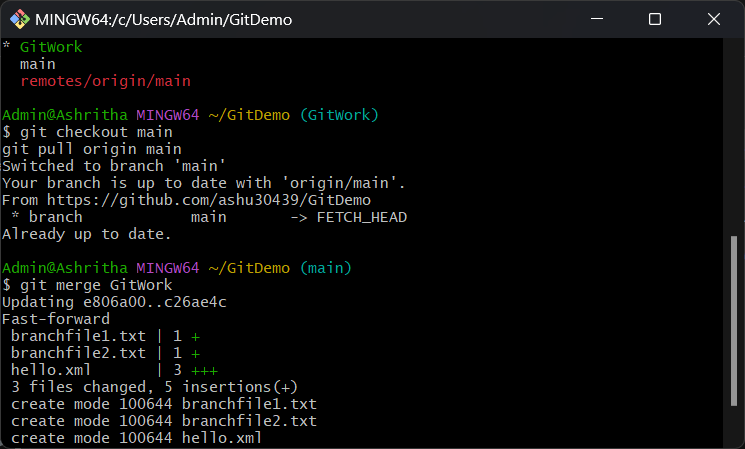 MINGW64:/c/Users/Admin/GitDemo
* GitWork
  main
  remotes/origin/main
Admin@Ashritha MINGW64 ~/GitDemo (GitWork)
$ git checkout main
git pull origin main
Switched to branch 'main'
Your branch is up to date with 'origin/main'.
From https://github.com/ashu30439/GitDemo
 * branch            main       -> FETCH_HEAD
Already up to date.
Admin@Ashritha MINGW64 ~/GitDemo (main)
$ git merge GitWork
Updating e806a00..c26ae4c
Fast-forward
 branchfile1.txt | 1 +
 branchfile2.txt | 1 +
 hello.xml       | 3 +++
 3 files changed, 5 insertions(+)
 create mode 100644 branchfile1.txt
 create mode 100644 branchfile2.txt
 create mode 100644 hello.xml